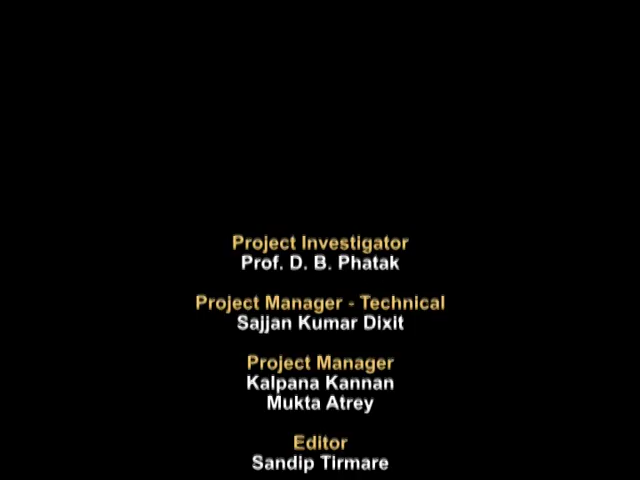 Project Investigator
Prof. D. B. Phatak
Project Manager - Technical
Sajjan Kumar Dixit
Project Manager
Kalpana Kannan
Mukta Atrey
Editor
Sandip Tirmare